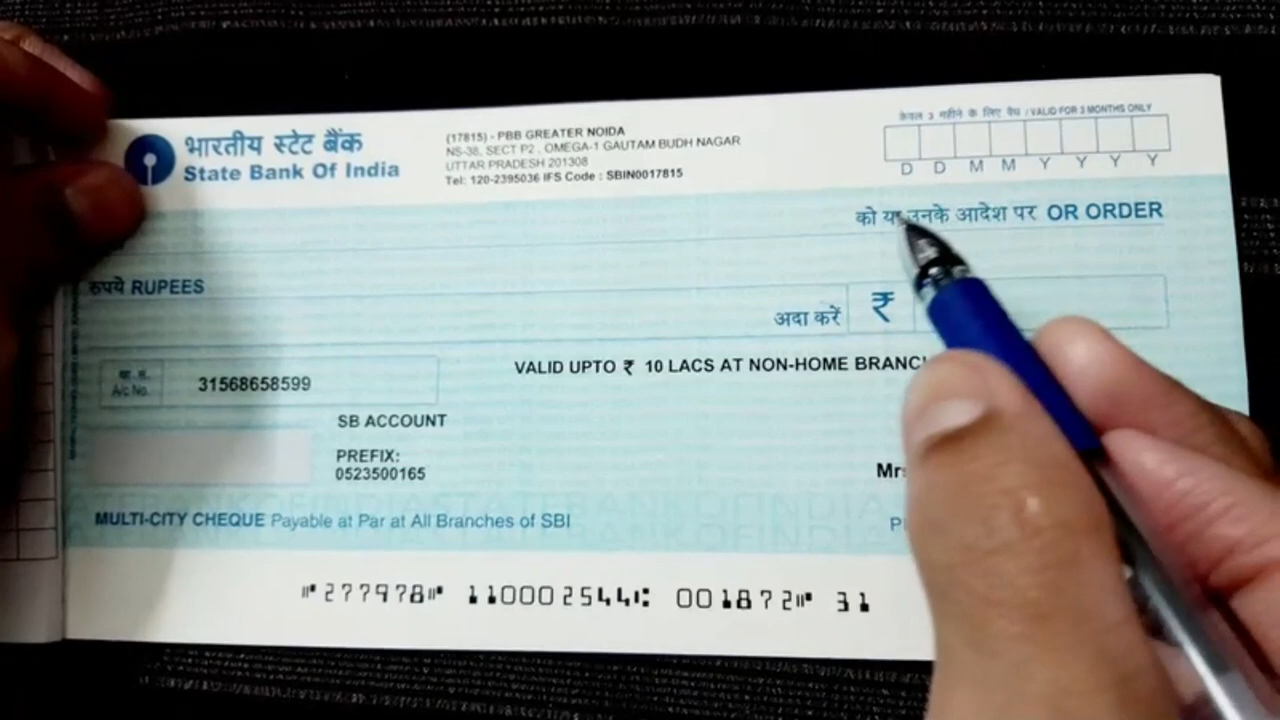 भारतीय स्टेट बैंक
State Bank Of India
(17815) - PBB GREATER NOIDA
NS-38, SECT P2 , OMEGA-1 GAUTAM BUDH NAGAR
UTTAR PRADESH 201308
Tel: 120-2395036 IFS Code : SBIN0017815
केवल 3 महीने के लिए वैध / VALID FOR 3 MONTHS ONLY
D D M M Y Y Y Y
को या उनके आदेश पर OR ORDER
रुपये RUPEES
अदा करें ₹
खा. सं.
A/c No. 31568658599
VALID UPTO ₹ 10 LACS AT NON-HOME
SB ACCOUNT
PREFIX:
0523500165
MULTI-CITY CHEQUE Payable at Par at All Branches of SBI
⑈277978⑈ 110002544⑆ 001872⑈ 31